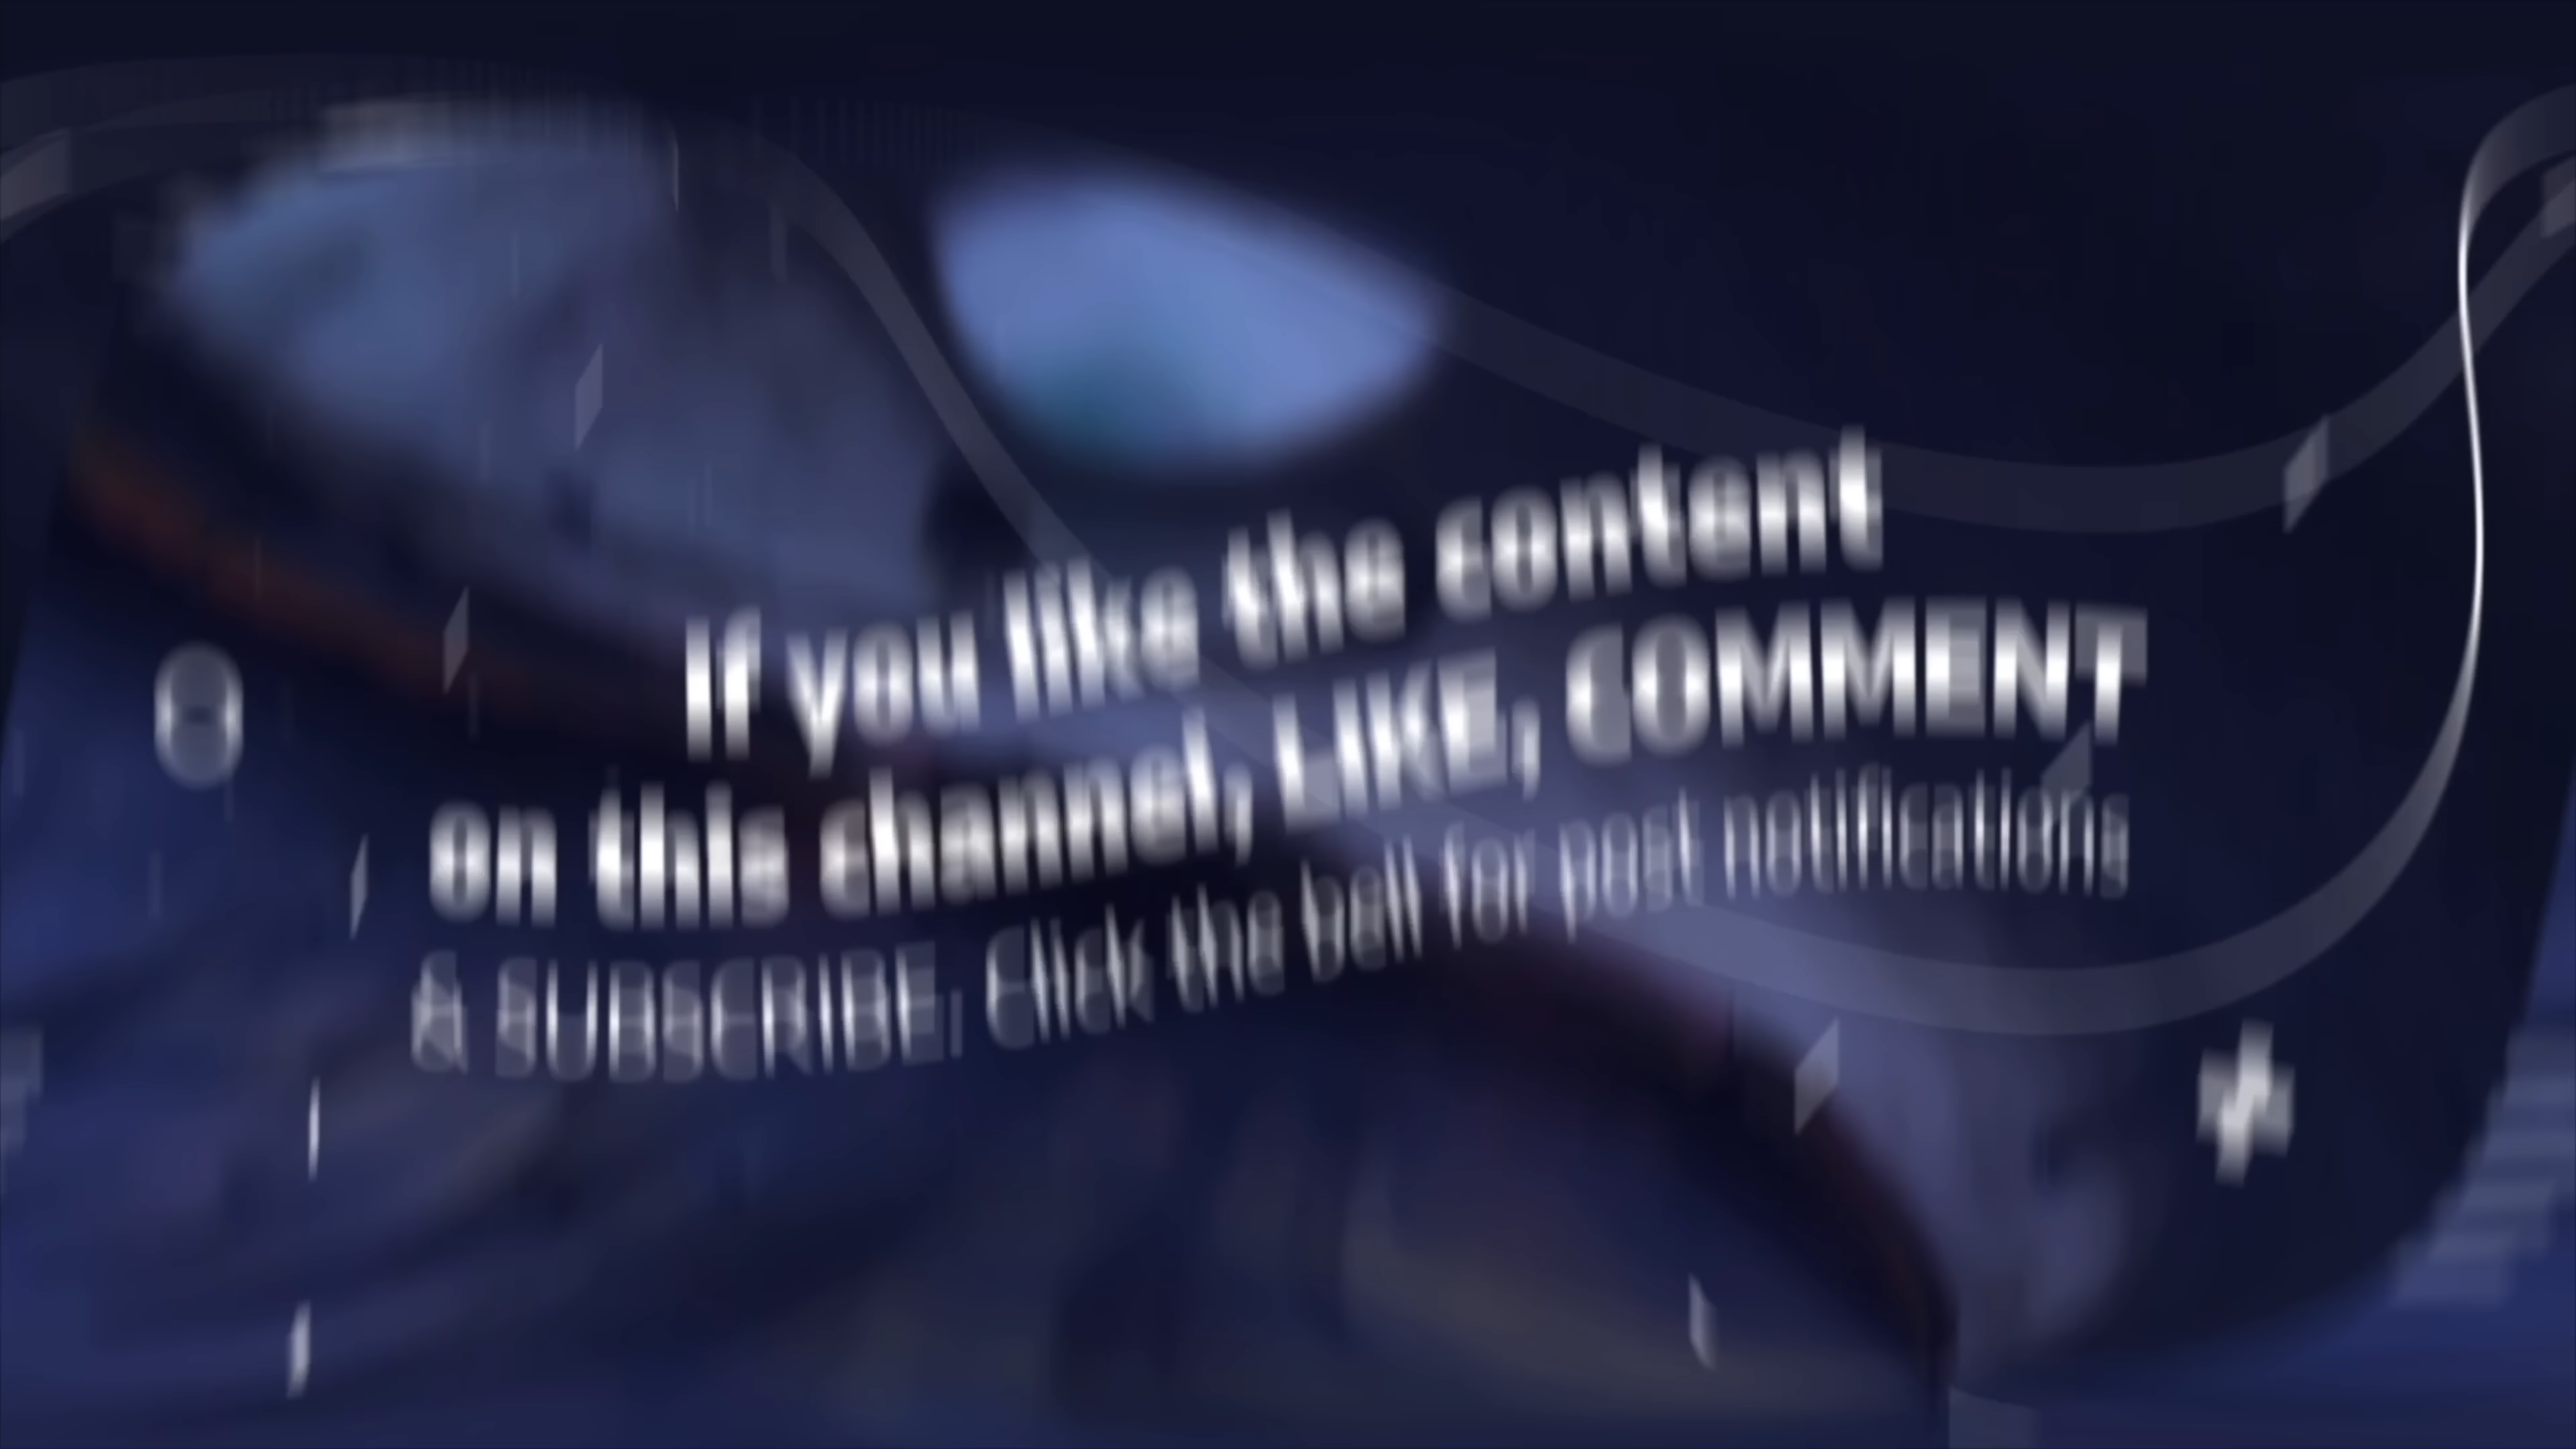 If you like the content
on this channel, LIKE, COMMENT
& SUBSCRIBE, Click the bell for post notifications